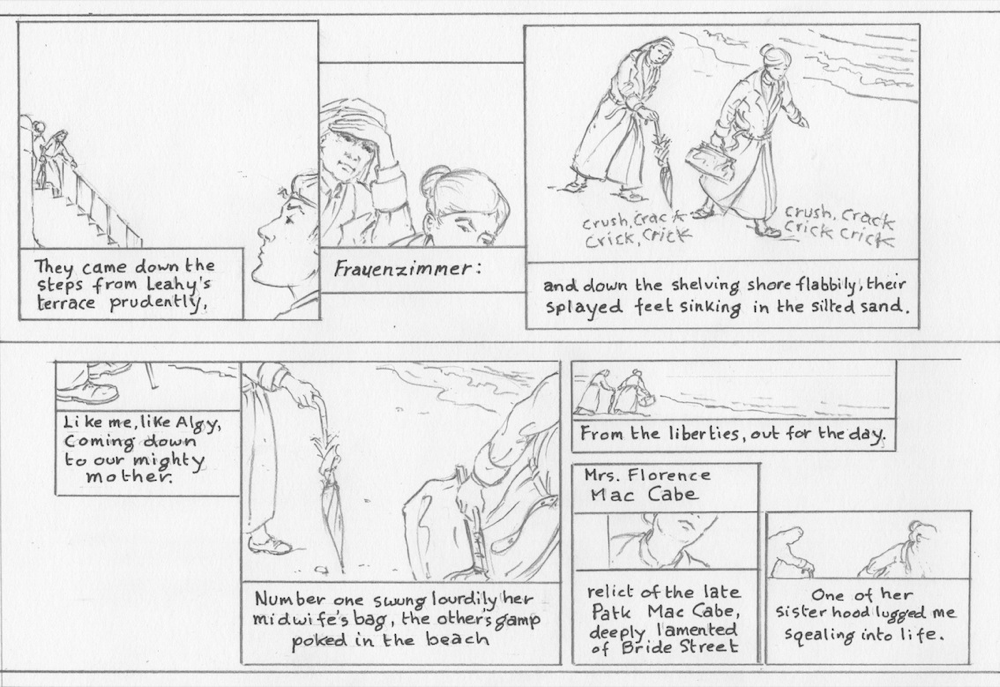 They came down the
steps from Leahy's
terrace prudently,
Frauenzimmer:
crush, crack
crick, crick
crush, crack
crick crick
and down the shelving shore flabbily, their
splayed feet sinking in the silted sand.
Like me, like Algy,
Coming down
to our mighty
mother.
Number one swung lourdily her
midwife's bag, the other's gamp
poked in the beach
From the liberties, out for the day.
Mrs. Florence
Mac Cabe
relict of the late
Patk Mac Cabe,
deeply lamented
of Bride Street
One of her
sister hood lugged me
sqealing into life.